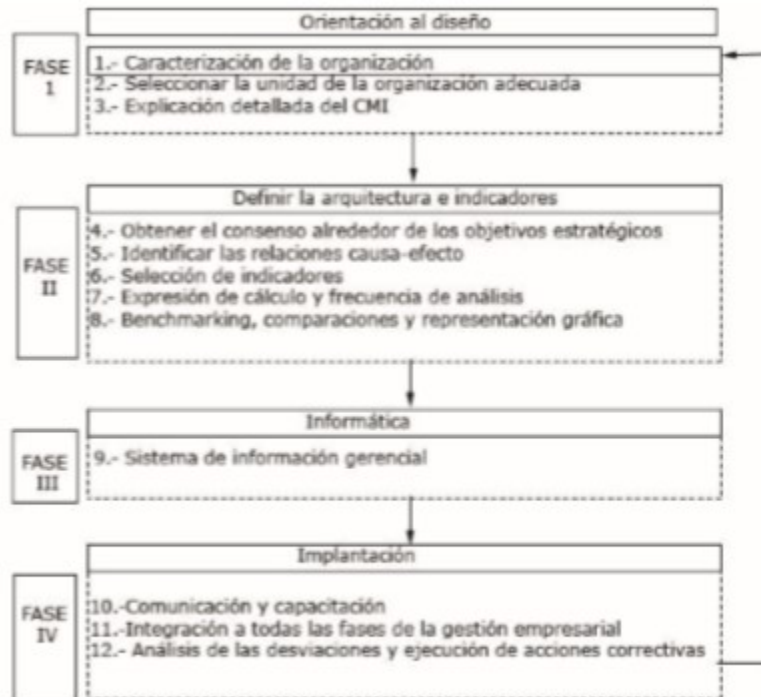 Orientación al diseño
FASE
1
1.- Caracterización de la organización
2.- Seleccionar la unidad de la organización adecuada
3.- Explicación detallada del CMI
Definir la arquitectura e indicadores
FASE
II
4.- Obtener el consenso alrededor de los objetivos estratégicos
5.- Identificar las relaciones causa-efecto
6.- Selección de indicadores
7.- Expresión de cálculo y frecuencia de análisis
8.- Benchmarking, comparaciones y representación gráfica
Informática
FASE
III
9.- Sistema de información gerencial
Implantación
FASE
IV
10.-Comunicación y capacitación
11.-Integración a todas las fases de la gestión empresarial
12.- Análisis de las desviaciones y ejecución de acciones correctivas